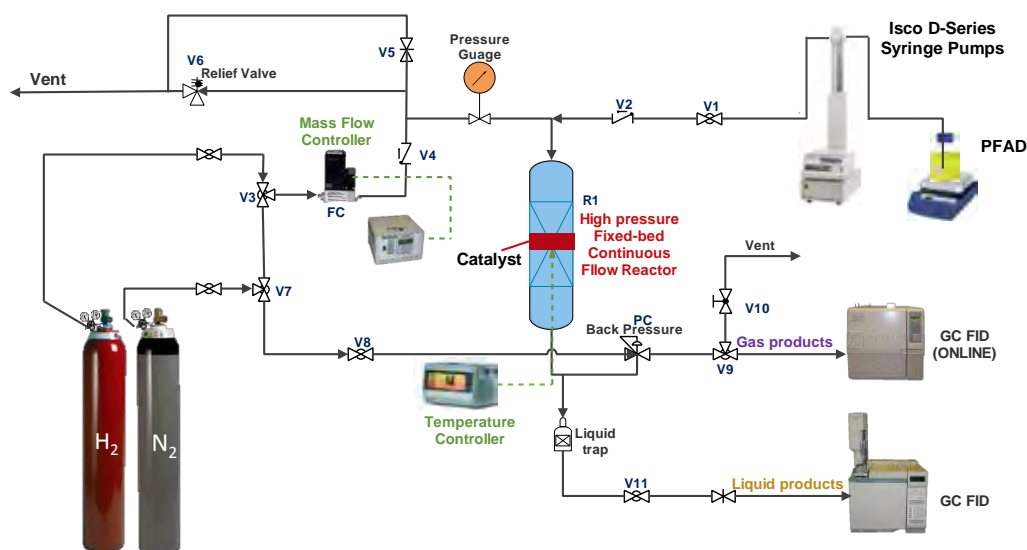 Isco D-Series
Syringe Pumps
Pressure
Guage
V5
V6
Relief Valve
Vent
V2
V1
PFAD
Mass Flow
Controller
V4
V3
FC
R1
High pressure
Fixed-bed
Continuous
Fllow Reactor
Catalyst
Vent
V7
V10
PC
Back Pressure
V8
Gas products
V9
GC FID
(ONLINE)
Temperature
Controller
H2
N2
Liquid
trap
V11
Liquid products
GC FID